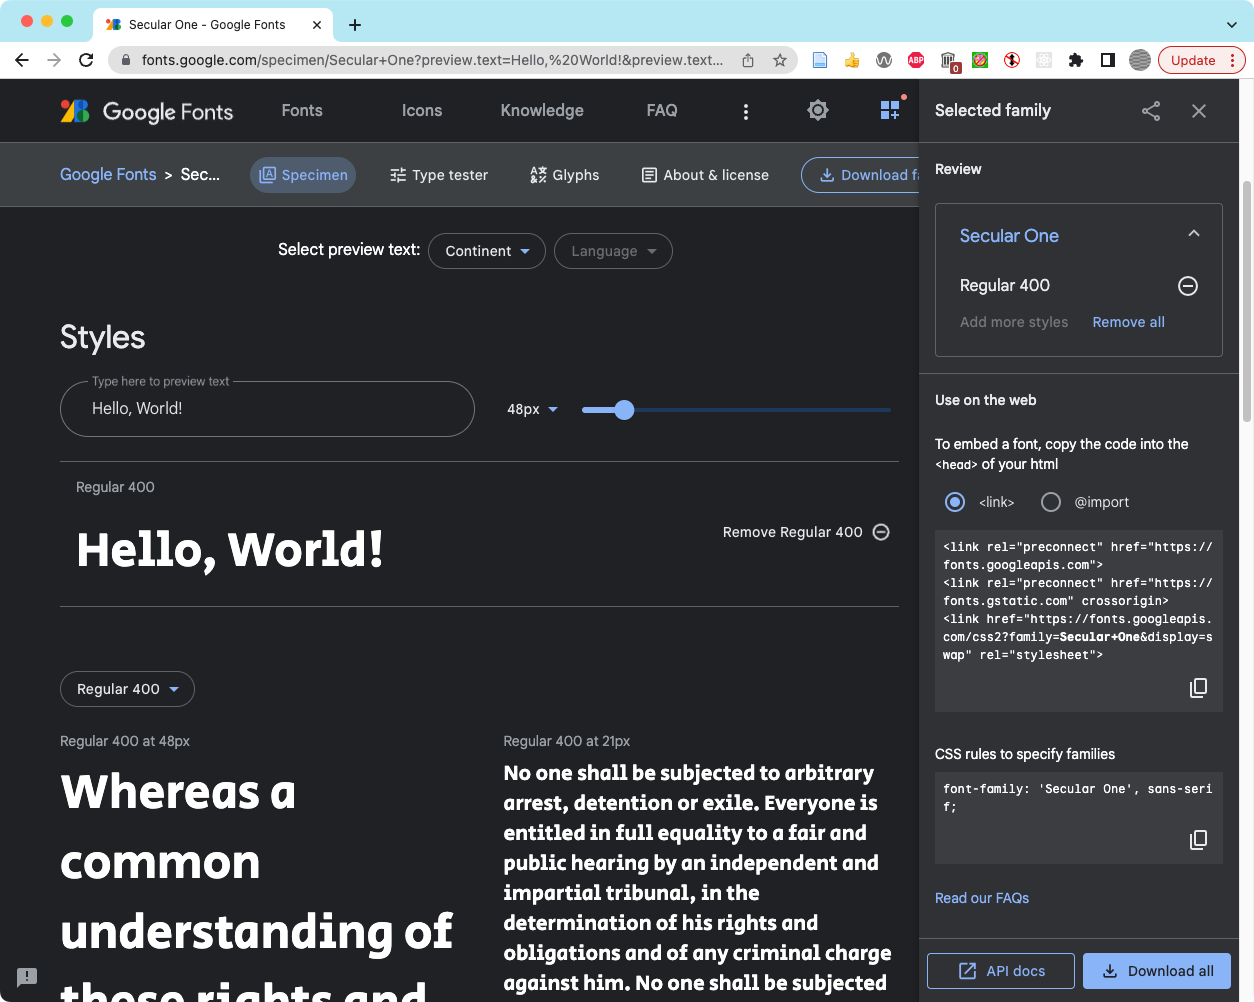 Secular One - Google Fonts
fonts.google.com/specimen/Secular+One?preview.text=Hello,%20World!&preview.text...
ABP
0
Update
Google Fonts
Fonts
Icons
Knowledge
FAQ
Google Fonts > Sec...
Specimen
Type tester
Glyphs
About & license
Download fa
Select preview text:
Continent
Language
Styles
Type here to preview text
Hello, World!
48px
Regular 400
Hello, World!
Remove Regular 400
Regular 400
Regular 400 at 48px
Whereas a
common
understanding of
these rights and
Regular 400 at 21px
No one shall be subjected to arbitrary
arrest, detention or exile. Everyone is
entitled in full equality to a fair and
public hearing by an independent and
impartial tribunal, in the
determination of his rights and
obligations and of any criminal charge
against him. No one shall be subjected
Selected family
Review
Secular One
Regular 400
Add more styles
Remove all
Use on the web
To embed a font, copy the code into the
<head> of your html
<link>
@import
<link rel="preconnect" href="https://
fonts.googleapis.com">
<link rel="preconnect" href="https://
fonts.gstatic.com" crossorigin>
<link href="https://fonts.googleapis.
com/css2?family=Secular+One&display=s
wap" rel="stylesheet">
CSS rules to specify families
font-family: 'Secular One', sans-seri
f;
Read our FAQs
API docs
Download all